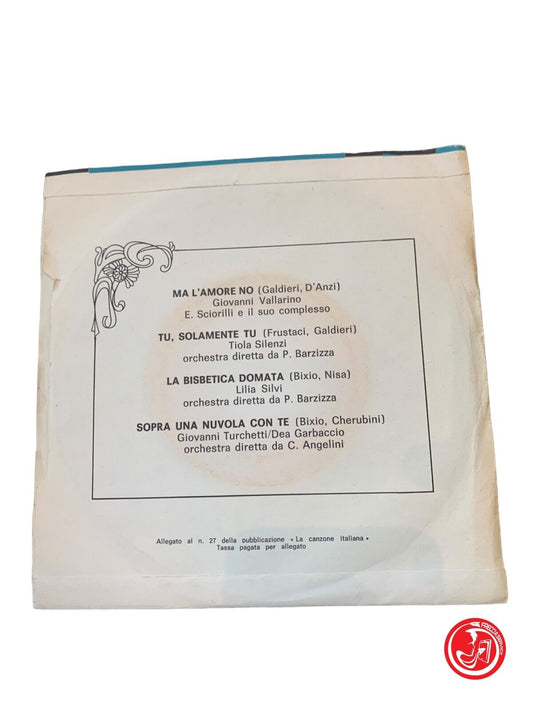 MA L'AMORE NO (Galdieri, D'Anzi)
Giovanni Vallarino
E. Sciorilli e il suo complesso
TU, SOLAMENTE TU (Frustaci, Galdieri)
Tiola Silenzi
orchestra diretta da P. Barzizza
LA BISBETICA DOMATA (Bixio, Nisa)
Lilia Silvi
orchestra diretta da P. Barzizza
SOPRA UNA NUVOLA CON TE (Bixio, Cherubini)
Giovanni Turchetti/Dea Garbaccio
orchestra diretta da C. Angelini
Allegato al n. 27 della pubblicazione « La canzone italiana »
Tassa pagata per allegato